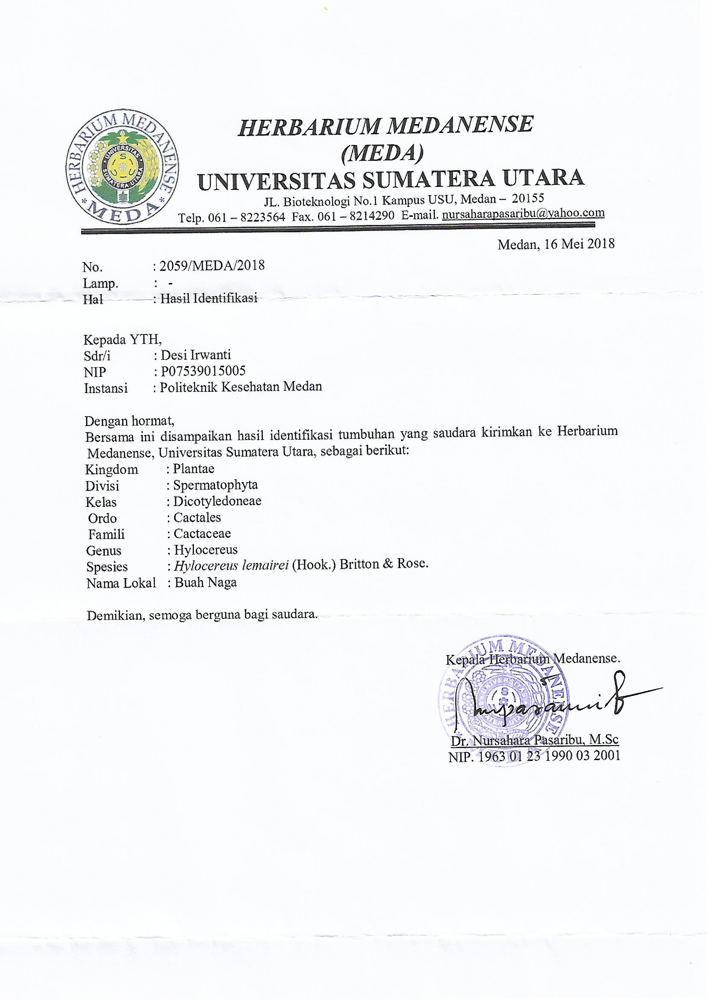 HERBARIUM MEDANENSE
* MEDA *
UNIVERSITAS
SUMATERA UTARA
HERBARIUM MEDANENSE
(MEDA)
UNIVERSITAS SUMATERA UTARA
JL. Bioteknologi No.1 Kampus USU, Medan – 20155
Telp. 061 – 8223564 Fax. 061 – 8214290 E-mail. nursaharapasaribu@yahoo.com
Medan, 16 Mei 2018
No. : 2059/MEDA/2018
Lamp. : -
Hal : Hasil Identifikasi
Kepada YTH,
Sdr/i : Desi Irwanti
NIP : P07539015005
Instansi : Politeknik Kesehatan Medan
Dengan hormat,
Bersama ini disampaikan hasil identifikasi tumbuhan yang saudara kirimkan ke Herbarium
Medanense, Universitas Sumatera Utara, sebagai berikut:
Kingdom : Plantae
Divisi : Spermatophyta
Kelas : Dicotyledoneae
Ordo : Cactales
Famili : Cactaceae
Genus : Hylocereus
Spesies : Hylocereus lemairei (Hook.) Britton & Rose.
Nama Lokal : Buah Naga
Demikian, semoga berguna bagi saudara.
Kepala Herbarium Medanense.
HERBARIUM MEDANENSE
UNIVERSITAS
Dr. Nursahara Pasaribu, M.Sc
NIP. 1963 01 23 1990 03 2001